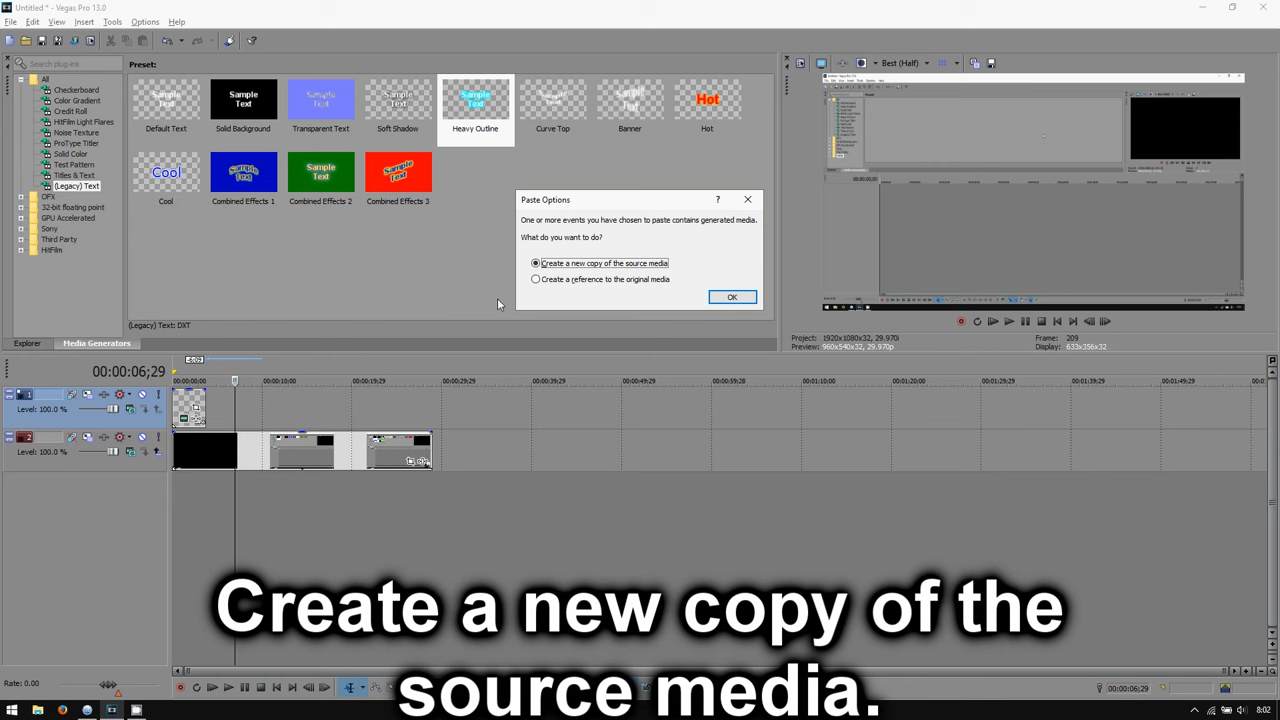 Untitled * - Vegas Pro 13.0
File Edit View Insert Tools Options Help
Search plug-ins
Preset:
Best (Half)
All
Checkerboard
Color Gradient
Credit Roll
HitFilm Light Flares
Noise Texture
ProType Titler
Solid Color
Test Pattern
Titles & Text
(Legacy) Text
OFX
32-bit floating point
GPU Accelerated
Sony
Third Party
HitFilm
Sample Text
Default Text
Sample Text
Solid Background
Sample Text
Transparent Text
Sample Text
Soft Shadow
Sample Text
Heavy Outline
Sample Text
Curve Top
Sample Text
Banner
Hot
Hot
Cool
Cool
Sample Text
Combined Effects 1
Sample Text
Combined Effects 2
Sample Text
Combined Effects 3
Paste Options
?
One or more events you have chosen to paste contains generated media.
What do you want to do?
Create a new copy of the source media
Create a reference to the original media
OK
(Legacy) Text: DXT
Explorer Media Generators
Project: 1920x1080x32, 29.970i
Preview: 960x540x32, 29.970p
Frame: 209
Display: 633x356x32
00:00:06;29
-6;09
00:00:00;00 00:00:10;00 00:00:19;29 00:00:29;29 00:00:39;29 00:00:49;29 00:00:59;28 00:01:10;00 00:01:20;00 00:01:29;29 00:01:39;29 00:01:49;29
1
Level: 100.0 %
2
Level: 100.0 %
Create a new copy of the
source media.
Rate: 0.00
00:00:06;29
8:02